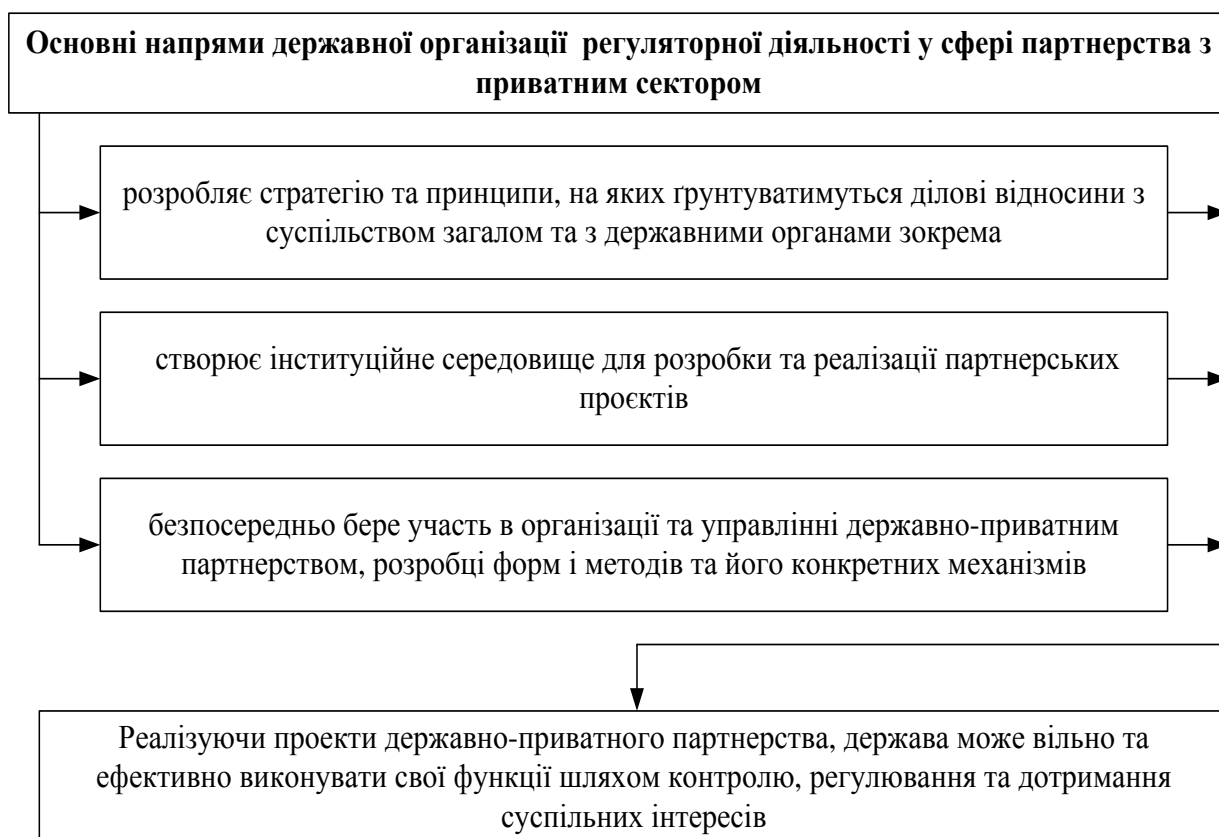 Основні напрями державної організації регуляторної діяльності у сфері партнерства з
приватним сектором
розробляє стратегію та принципи, на яких ґрунтуватимуться ділові відносини з
суспільством загалом та з державними органами зокрема
створює інституційне середовище для розробки та реалізації партнерських
проєктів
безпосередньо бере участь в організації та управлінні державно-приватним
партнерством, розробці форм і методів та його конкретних механізмів
Реалізуючи проекти державно-приватного партнерства, держава може вільно та
ефективно виконувати свої функції шляхом контролю, регулювання та дотримання
суспільних інтересів